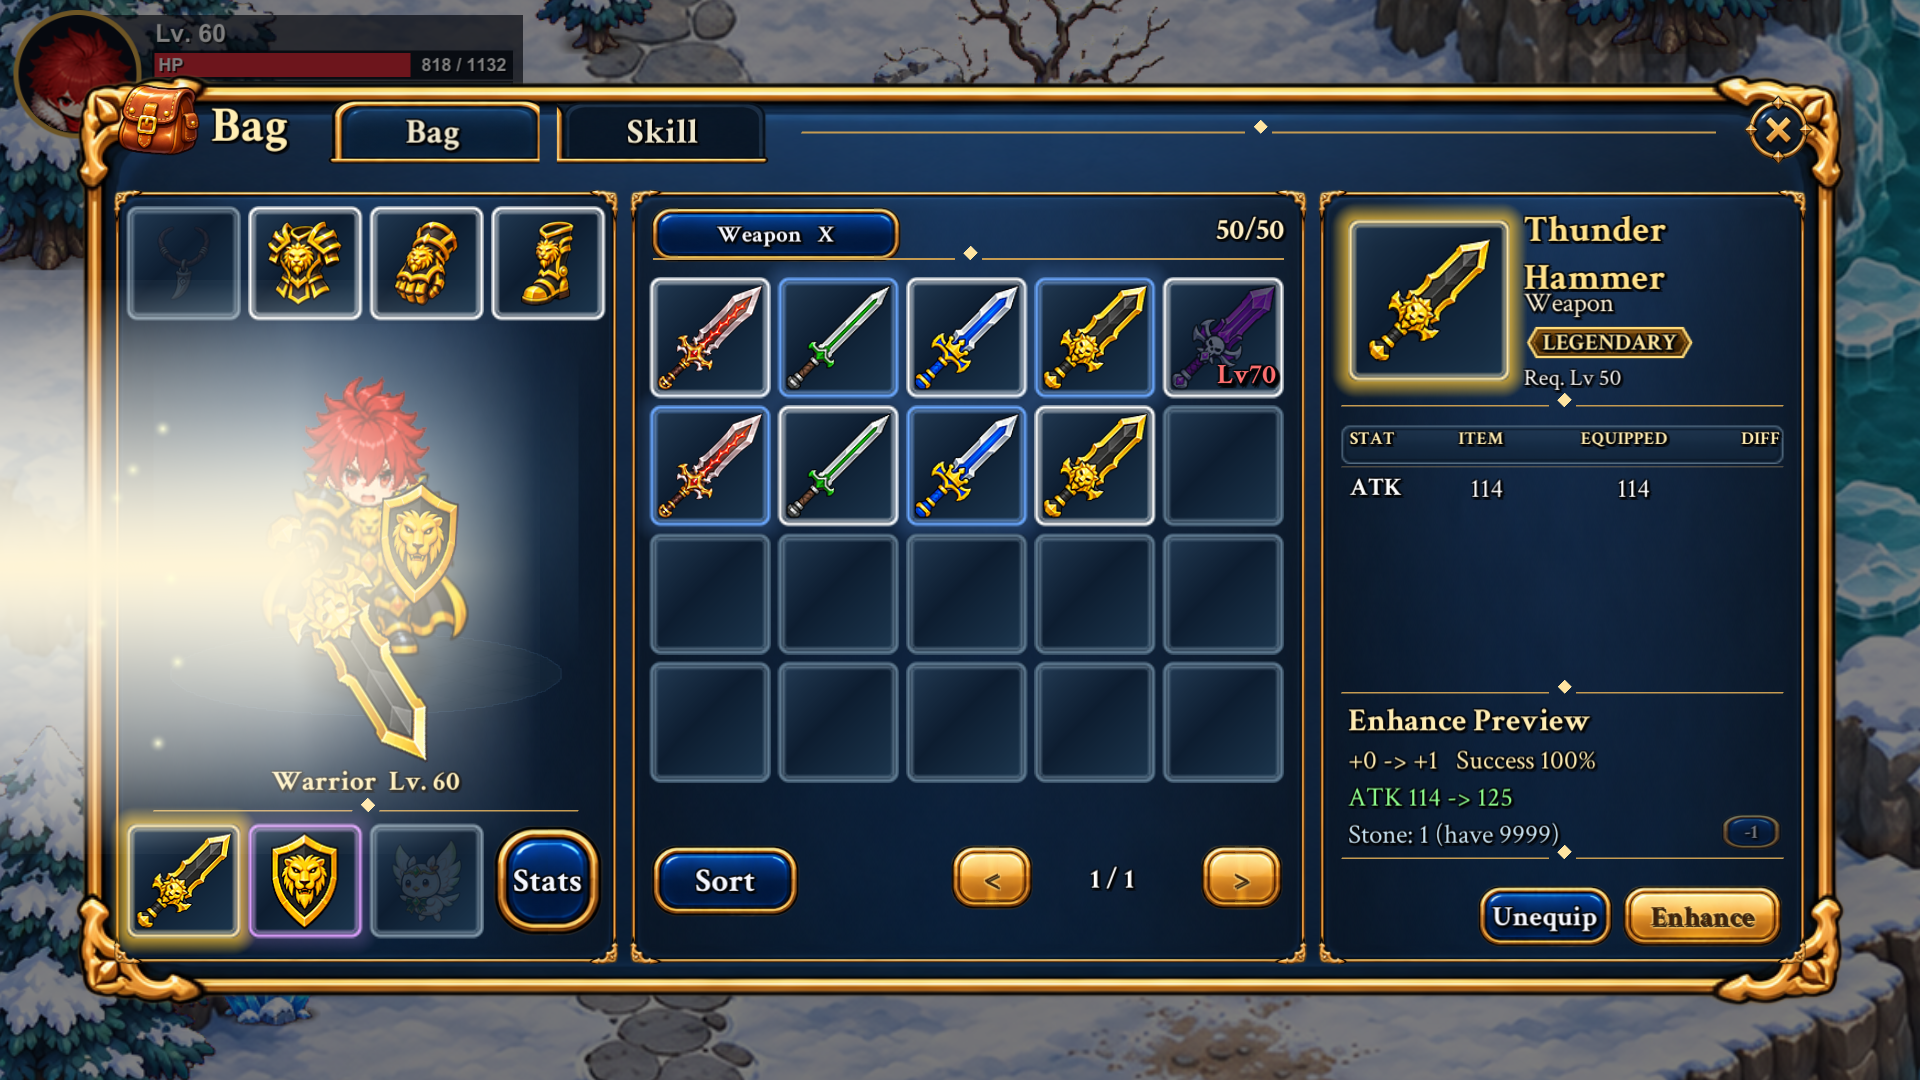 Lv. 60
HP 818 / 1132
Bag
Bag
Skill
Weapon X
50/50
Lv70
Warrior Lv. 60
Stats
Sort
<
1 / 1
>
Thunder
Hammer
Weapon
LEGENDARY
Req. Lv 50
STAT ITEM EQUIPPED DIFF
ATK 114 114
Enhance Preview
+0 -> +1 Success 100%
ATK 114 -> 125
Stone: 1 (have 9999)
-1
Unequip
Enhance